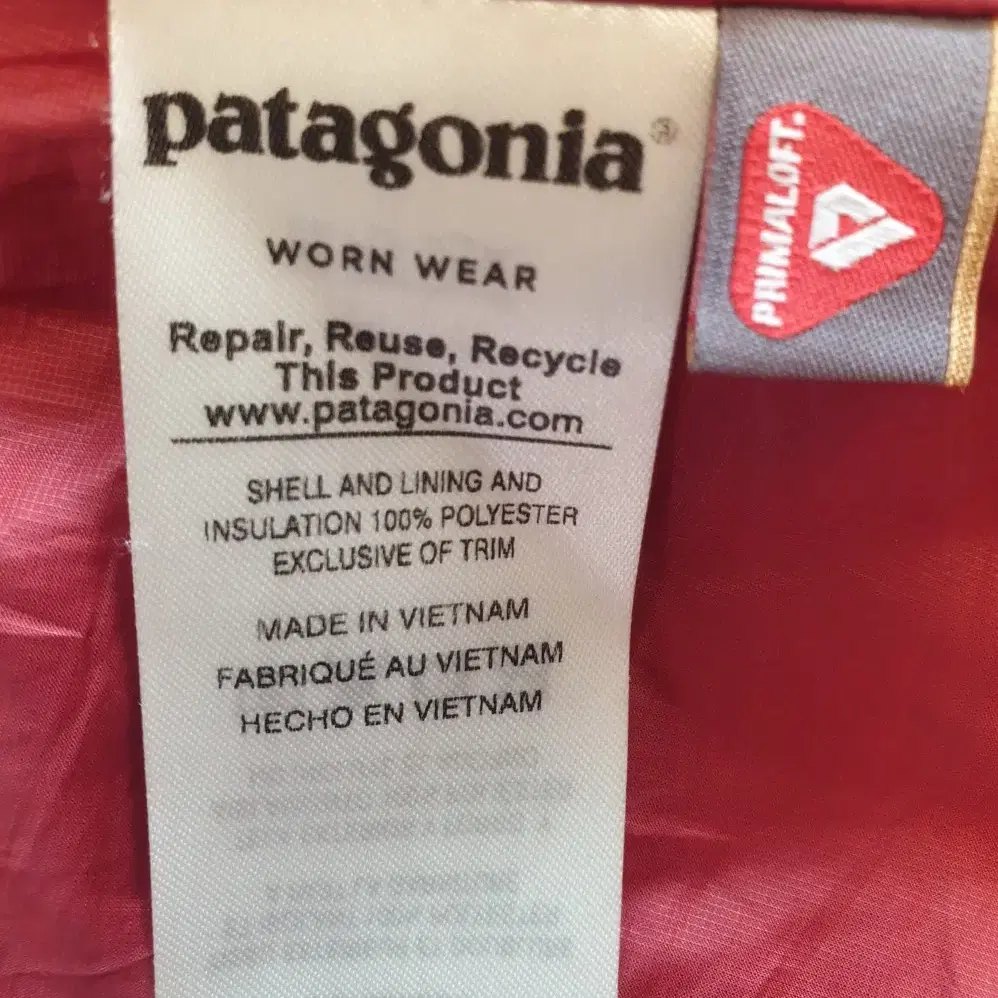 patagonia®
WORN WEAR
Repair, Reuse, Recycle
This Product
www.patagonia.com
SHELL AND LINING AND
INSULATION 100% POLYESTER
EXCLUSIVE OF TRIM
MADE IN VIETNAM
FABRIQUÉ AU VIETNAM
HECHO EN VIETNAM
PRIMALOFT.